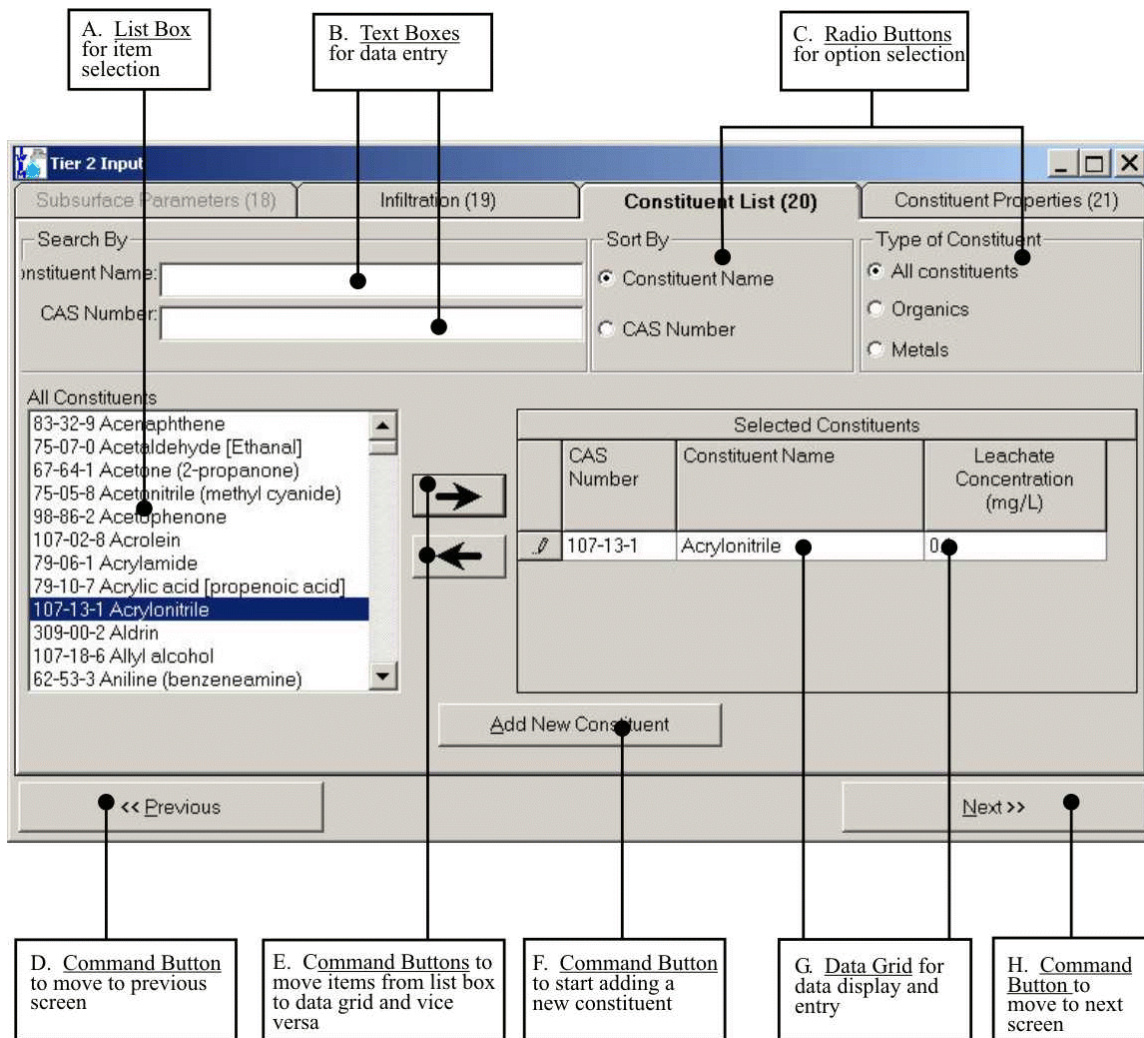 A. List Box
for item
selection
B. Text Boxes
for data entry
C. Radio Buttons
for option selection
Tier 2 Input
Subsurface Parameters (18)
Infiltration (19)
Constituent List (20)
Constituent Properties (21)
Search By
onstituent Name:
CAS Number:
Sort By
Constituent Name
CAS Number
Type of Constituent
All constituents
Organics
Metals
All Constituents
83-32-9 Acenaphthene
75-07-0 Acetaldehyde [Ethanal]
67-64-1 Acetone (2-propanone)
75-05-8 Acetonitrile (methyl cyanide)
98-86-2 Acetophenone
107-02-8 Acrolein
79-06-1 Acrylamide
79-10-7 Acrylic acid [propenoic acid]
107-13-1 Acrylonitrile
309-00-2 Aldrin
107-18-6 Allyl alcohol
62-53-3 Aniline (benzeneamine)
Selected Constituents
CAS
Number
Constituent Name
Leachate
Concentration
(mg/L)
107-13-1 Acrylonitrile
Add New Constituent
<< Previous
Next >>
D. Command Button
to move to previous
screen
E. Command Buttons to
move items from list box
to data grid and vice
versa
F. Command Button
to start adding a
new constituent
G. Data Grid for
data display and
entry
H. Command
Button to
move to next
screen